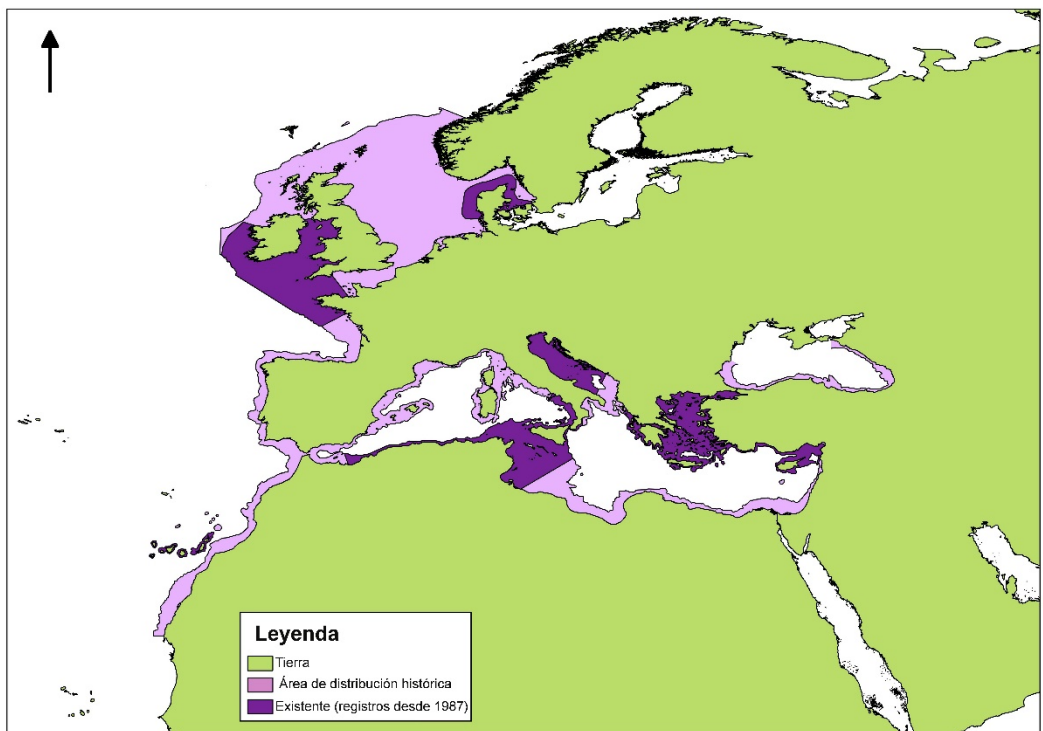 Leyenda
Tierra
Área de distribución histórica
Existente (registros desde 1987)